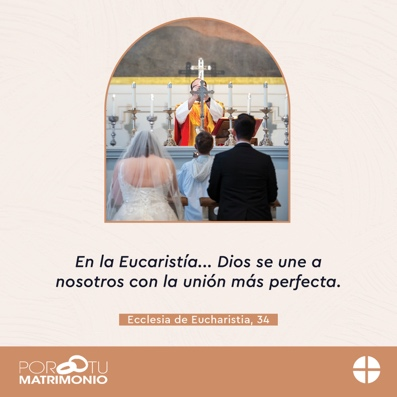 En la Eucaristía... Dios se une a
nosotros con la unión más perfecta.
Ecclesia de Eucharistia, 34
POR TU
MATRIMONIO